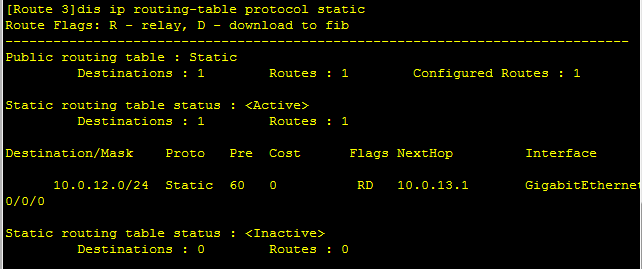 [Route 3]dis ip routing-table protocol static
Route Flags: R - relay, D - download to fib
------------------------------------------------------------------------------
Public routing table : Static
         Destinations : 1        Routes : 1        Configured Routes : 1
Static routing table status : <Active>
         Destinations : 1        Routes : 1
Destination/Mask    Proto   Pre  Cost      Flags NextHop         Interface
      10.0.12.0/24  Static  60   0          RD   10.0.13.1       GigabitEthernet
0/0/0
Static routing table status : <Inactive>
         Destinations : 0        Routes : 0